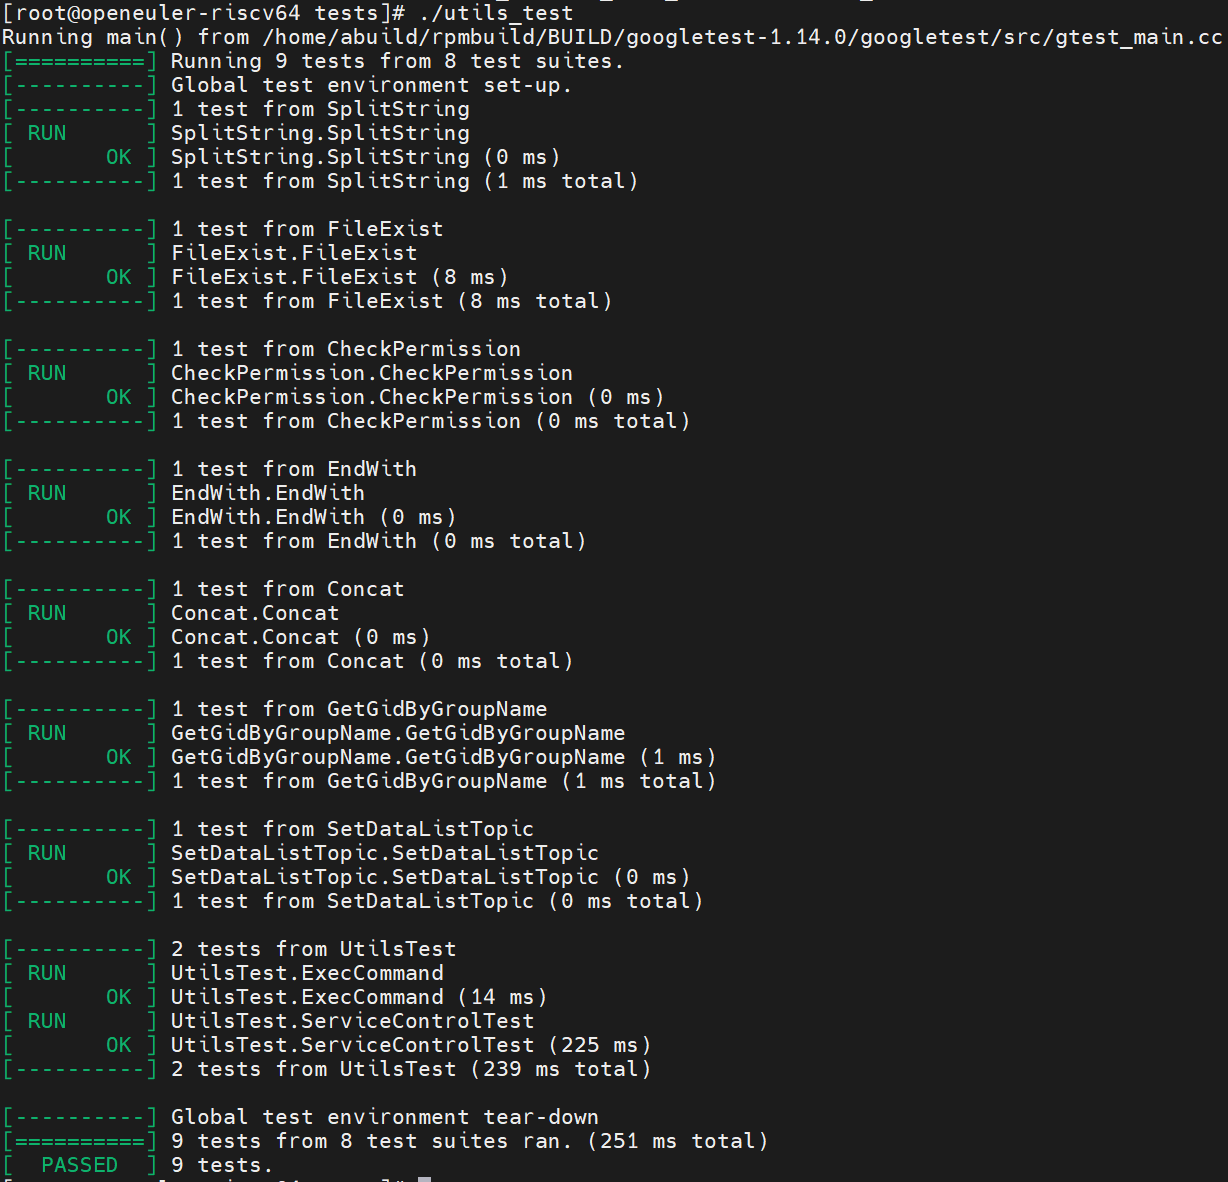 [root@openeuler-riscv64 tests]# ./utils_test
Running main() from /home/abuild/rpmbuild/BUILD/googletest-1.14.0/googletest/src/gtest_main.cc
[==========] Running 9 tests from 8 test suites.
[----------] Global test environment set-up.
[----------] 1 test from SplitString
[ RUN      ] SplitString.SplitString
[       OK ] SplitString.SplitString (0 ms)
[----------] 1 test from SplitString (1 ms total)

[----------] 1 test from FileExist
[ RUN      ] FileExist.FileExist
[       OK ] FileExist.FileExist (8 ms)
[----------] 1 test from FileExist (8 ms total)

[----------] 1 test from CheckPermission
[ RUN      ] CheckPermission.CheckPermission
[       OK ] CheckPermission.CheckPermission (0 ms)
[----------] 1 test from CheckPermission (0 ms total)

[----------] 1 test from EndWith
[ RUN      ] EndWith.EndWith
[       OK ] EndWith.EndWith (0 ms)
[----------] 1 test from EndWith (0 ms total)

[----------] 1 test from Concat
[ RUN      ] Concat.Concat
[       OK ] Concat.Concat (0 ms)
[----------] 1 test from Concat (0 ms total)

[----------] 1 test from GetGidByGroupName
[ RUN      ] GetGidByGroupName.GetGidByGroupName
[       OK ] GetGidByGroupName.GetGidByGroupName (1 ms)
[----------] 1 test from GetGidByGroupName (1 ms total)

[----------] 1 test from SetDataListTopic
[ RUN      ] SetDataListTopic.SetDataListTopic
[       OK ] SetDataListTopic.SetDataListTopic (0 ms)
[----------] 1 test from SetDataListTopic (0 ms total)

[----------] 2 tests from UtilsTest
[ RUN      ] UtilsTest.ExecCommand
[       OK ] UtilsTest.ExecCommand (14 ms)
[ RUN      ] UtilsTest.ServiceControlTest
[       OK ] UtilsTest.ServiceControlTest (225 ms)
[----------] 2 tests from UtilsTest (239 ms total)

[----------] Global test environment tear-down
[==========] 9 tests from 8 test suites ran. (251 ms total)
[  PASSED  ] 9 tests.